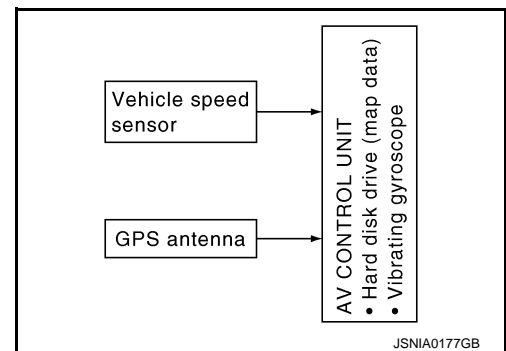 Vehicle speed
sensor
GPS antenna
AV CONTROL UNIT
• Hard disk drive (map data)
• Vibrating gyroscope
JSNIA0177GB